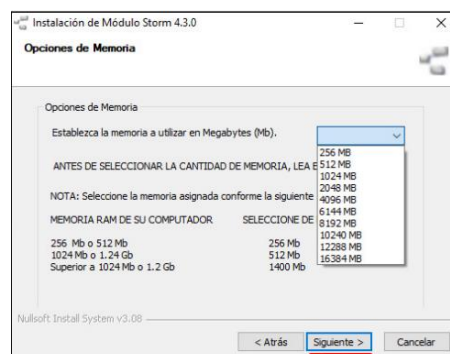 Instalación de Módulo Storm 4.3.0
Opciones de Memoria
Opciones de Memoria
Establezca la memoria a utilizar en Megabytes (Mb).
ANTES DE SELECCIONAR LA CANTIDAD DE MEMORIA, LEA
NOTA: Seleccione la memoria asignada conforme la siguiente
MEMORIA RAM DE SU COMPUTADOR SELECCIONE DE
256 Mb o 512 Mb 256 Mb
1024 Mb o 1.24 Gb 512 Mb
Superior a 1024 Mb o 1.2 Gb 1400 Mb
256 MB
512 MB
1024 MB
2048 MB
4096 MB
6144 MB
8192 MB
10240 MB
12288 MB
16384 MB
Nullsoft Install System v3.08
< Atrás Siguiente > Cancelar